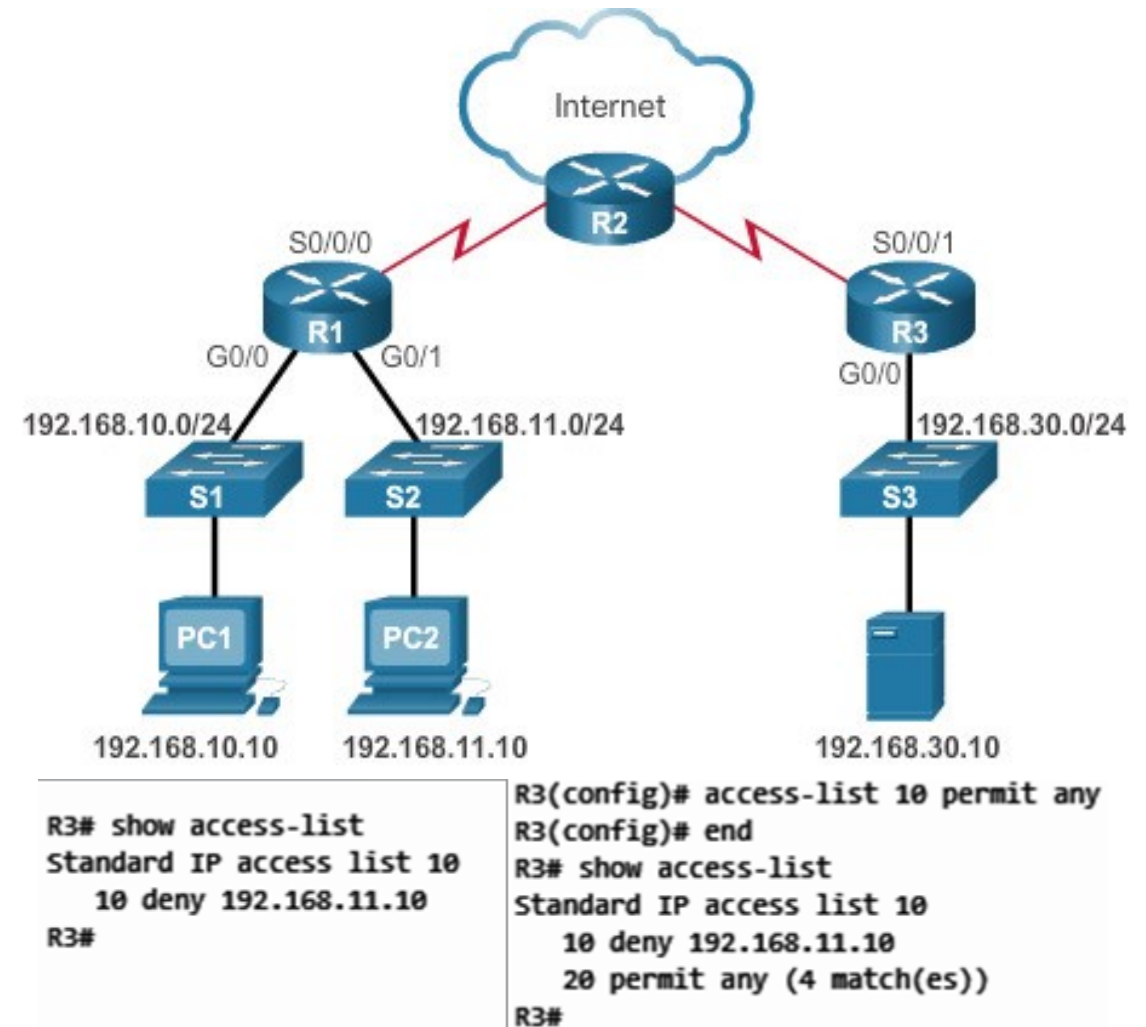 Internet
R2
S0/0/0
S0/0/1
R1
R3
G0/0
G0/1
G0/0
192.168.10.0/24
192.168.11.0/24
192.168.30.0/24
S1
S2
S3
PC1
PC2
192.168.10.10
192.168.11.10
192.168.30.10
R3# show access-list
Standard IP access list 10
10 deny 192.168.11.10
R3#
R3(config)# access-list 10 permit any
R3(config)# end
R3# show access-list
Standard IP access list 10
10 deny 192.168.11.10
20 permit any (4 match(es))
R3#